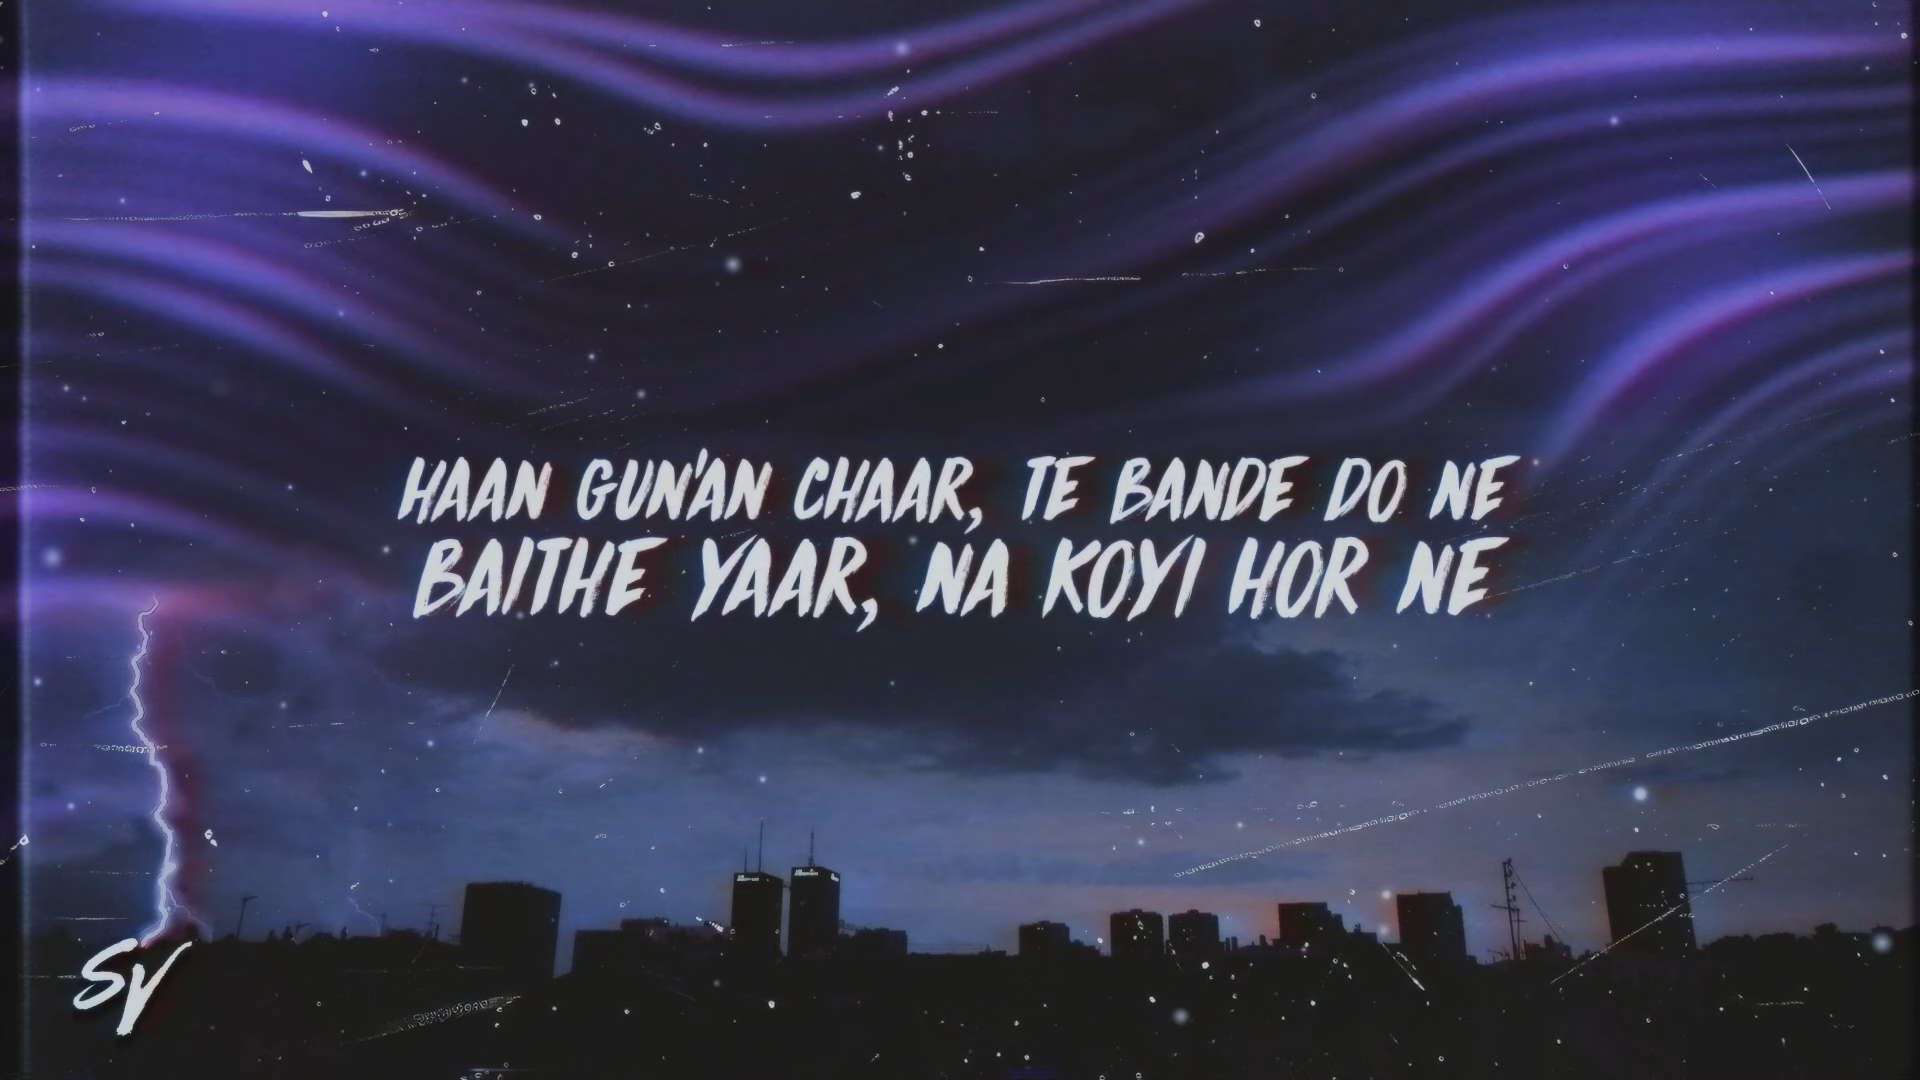 HAAN GUN'AN CHAAR, TE BANDE DO NE
BAITHE YAAR, NA KOYI HOR NE
SV